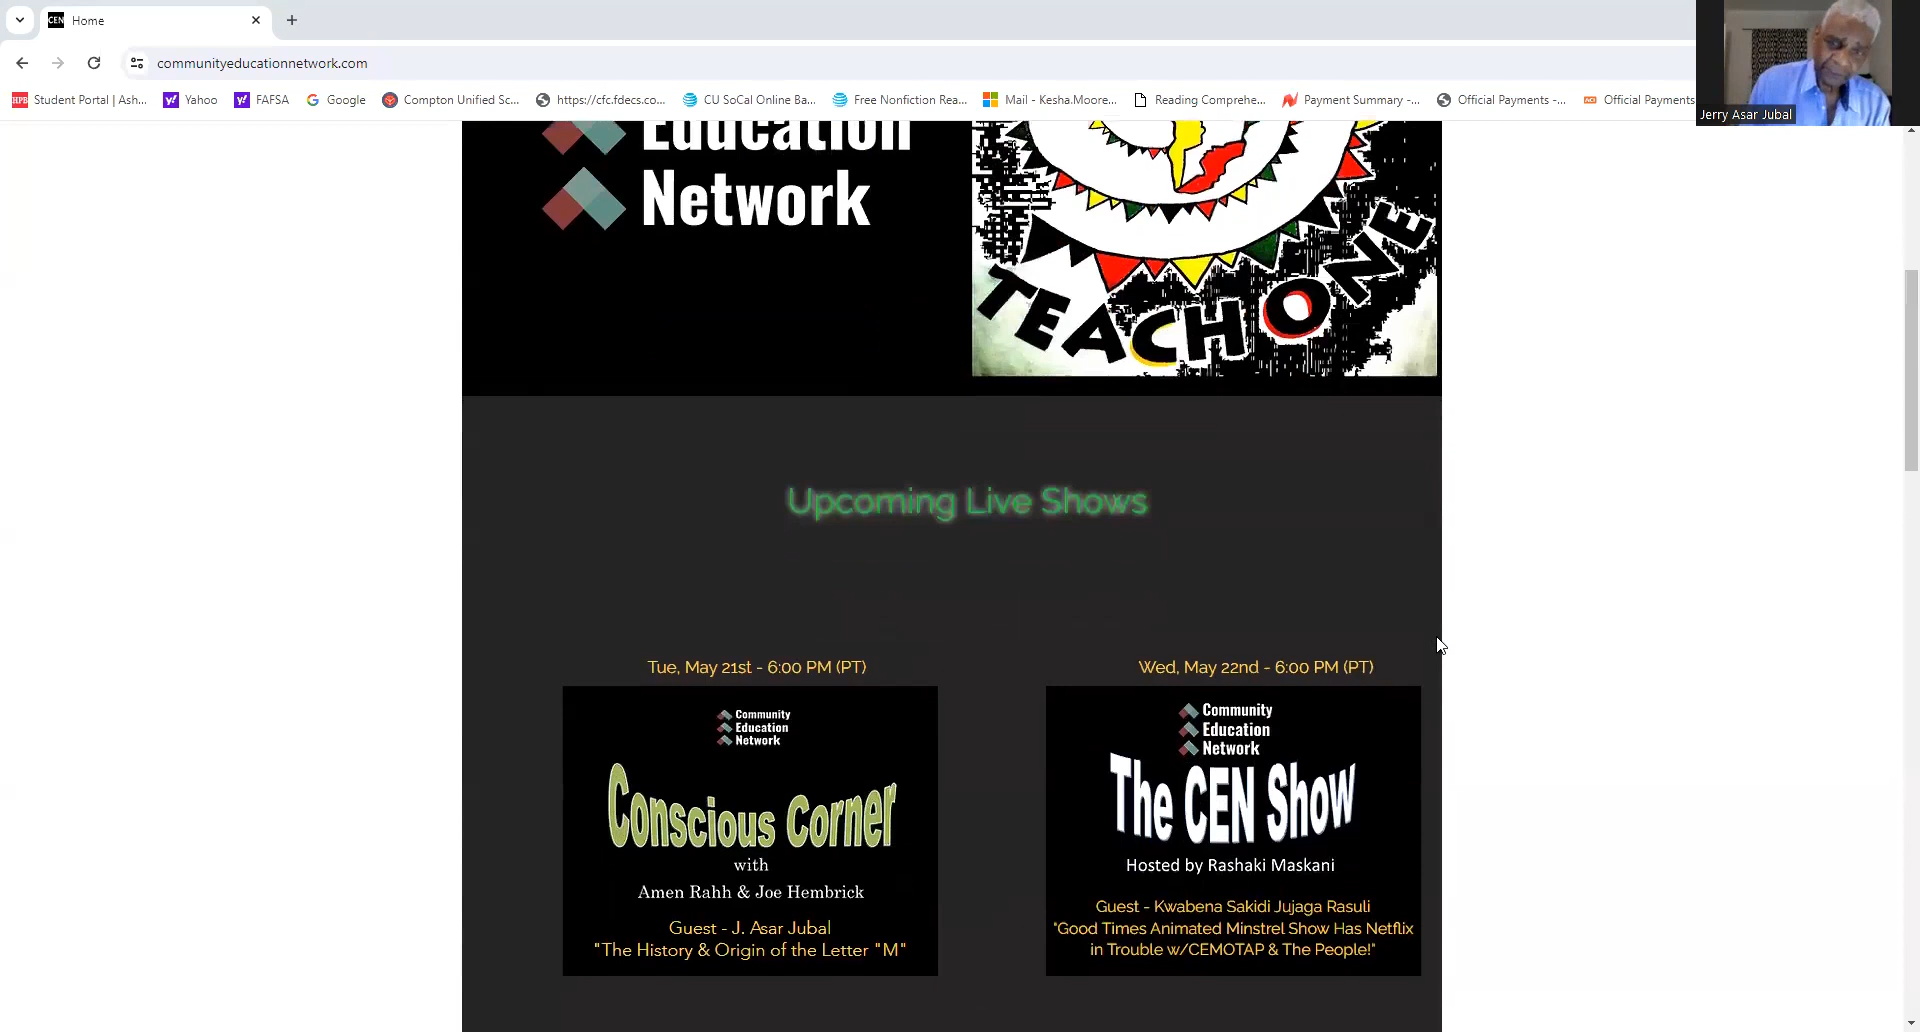 CEN Home
communityeducationnetwork.com
HPB Student Portal | Ash... Yahoo FAFSA Google Compton Unified Sc... https://cfc.fdecs.co... CU SoCal Online Ba... Free Nonfiction Rea... Mail - Kesha.Moore... Reading Comprehe... Payment Summary -... Official Payments -... Official Payments
Jerry Asar Jubal
Education
Network
TEACH ONE
Upcoming Live Shows
Tue, May 21st - 6:00 PM (PT)
Community
Education
Network
Conscious Corner
with
Amen Rahh & Joe Hembrick
Guest - J. Asar Jubal
"The History & Origin of the Letter "M"
Wed, May 22nd - 6:00 PM (PT)
Community
Education
Network
The CEN Show
Hosted by Rashaki Maskani
Guest - Kwabena Sakidi Jujaga Rasuli
"Good Times Animated Minstrel Show Has Netflix
in Trouble w/CEMOTAP & The People!"